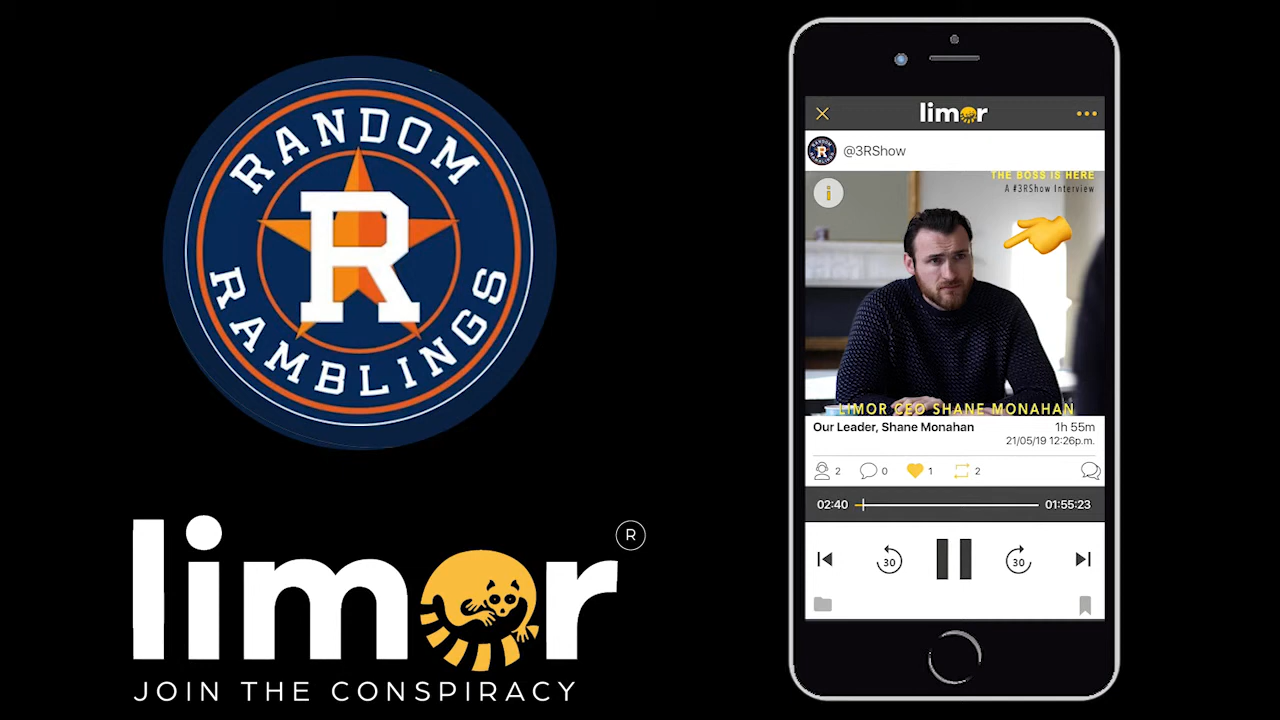 RANDOM
R
RAMBLINGS
limor
®
JOIN THE CONSPIRACY
limor
@3RShow
THE BOSS IS HERE
A #3RShow Interview
i
LIMOR CEO SHANE MONAHAN
Our Leader, Shane Monahan
1h 55m
21/05/19 12:26p.m.
2
0
1
2
02:40
01:55:23
30
30